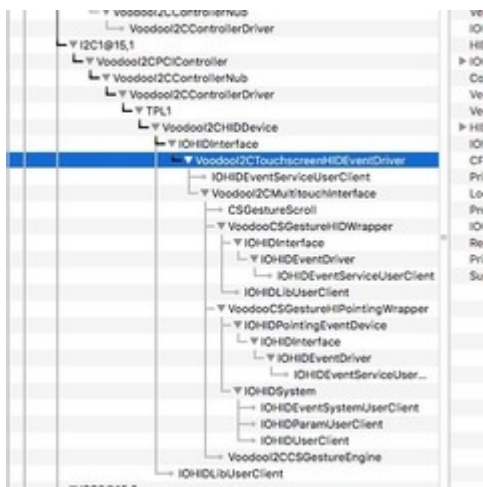 VoodooI2CControllerNub
VoodooI2CControllerDriver
I2C1@15,1
VoodooI2CPCIController
VoodooI2CControllerNub
VoodooI2CControllerDriver
TPL1
VoodooI2CHIDDevice
IOHIDInterface
VoodooI2CTouchscreenHIDEventDriver
IOHIDEventServiceUserClient
VoodooI2CMultitouchInterface
CSGestureScroll
VoodooCSGestureHIDWrapper
IOHIDInterface
IOHIDEventDriver
IOHIDEventServiceUserClient
IOHIDLibUserClient
VoodooCSGestureHIPointingWrapper
IOHIDPointingEventDevice
IOHIDInterface
IOHIDEventDriver
IOHIDEventServiceUser...
IOHIDSystem
IOHIDEventSystemUserClient
IOHIDParamUserClient
IOHIDUserClient
VoodooI2CCSGestureEngine
IOHIDLibUserClient